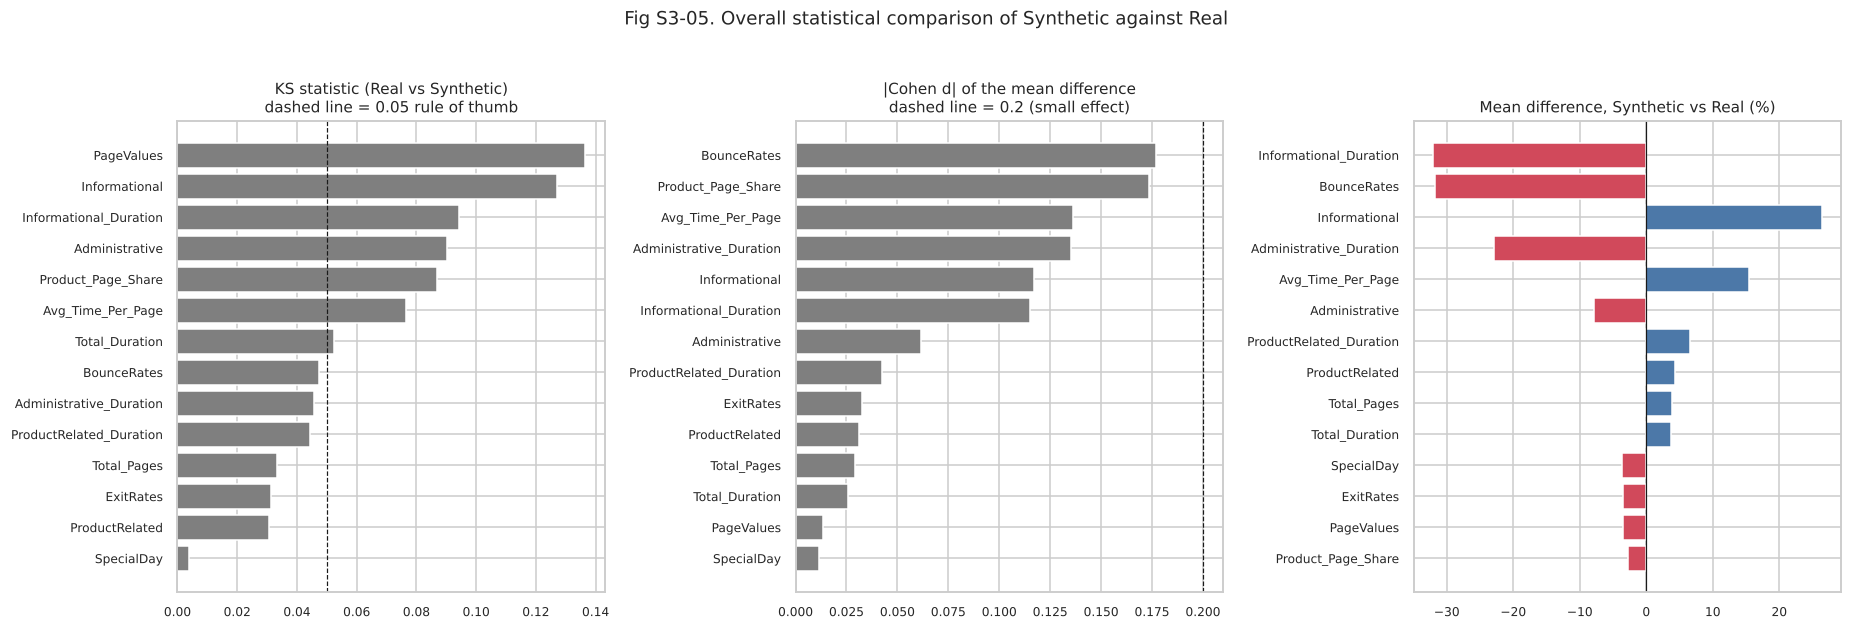 Fig S3-05. Overall statistical comparison of Synthetic against Real
KS statistic (Real vs Synthetic)
dashed line = 0.05 rule of thumb
PageValues
Informational
Informational_Duration
Administrative
Product_Page_Share
Avg_Time_Per_Page
Total_Duration
BounceRates
Administrative_Duration
ProductRelated_Duration
Total_Pages
ExitRates
ProductRelated
SpecialDay
0.00 0.02 0.04 0.06 0.08 0.10 0.12 0.14
|Cohen d| of the mean difference
dashed line = 0.2 (small effect)
BounceRates
Product_Page_Share
Avg_Time_Per_Page
Administrative_Duration
Informational
Informational_Duration
Administrative
ProductRelated_Duration
ExitRates
ProductRelated
Total_Pages
Total_Duration
PageValues
SpecialDay
0.000 0.025 0.050 0.075 0.100 0.125 0.150 0.175 0.200
Mean difference, Synthetic vs Real (%)
Informational_Duration
BounceRates
Informational
Administrative_Duration
Avg_Time_Per_Page
Administrative
ProductRelated_Duration
ProductRelated
Total_Pages
Total_Duration
SpecialDay
ExitRates
PageValues
Product_Page_Share
−30 −20 −10 0 10 20